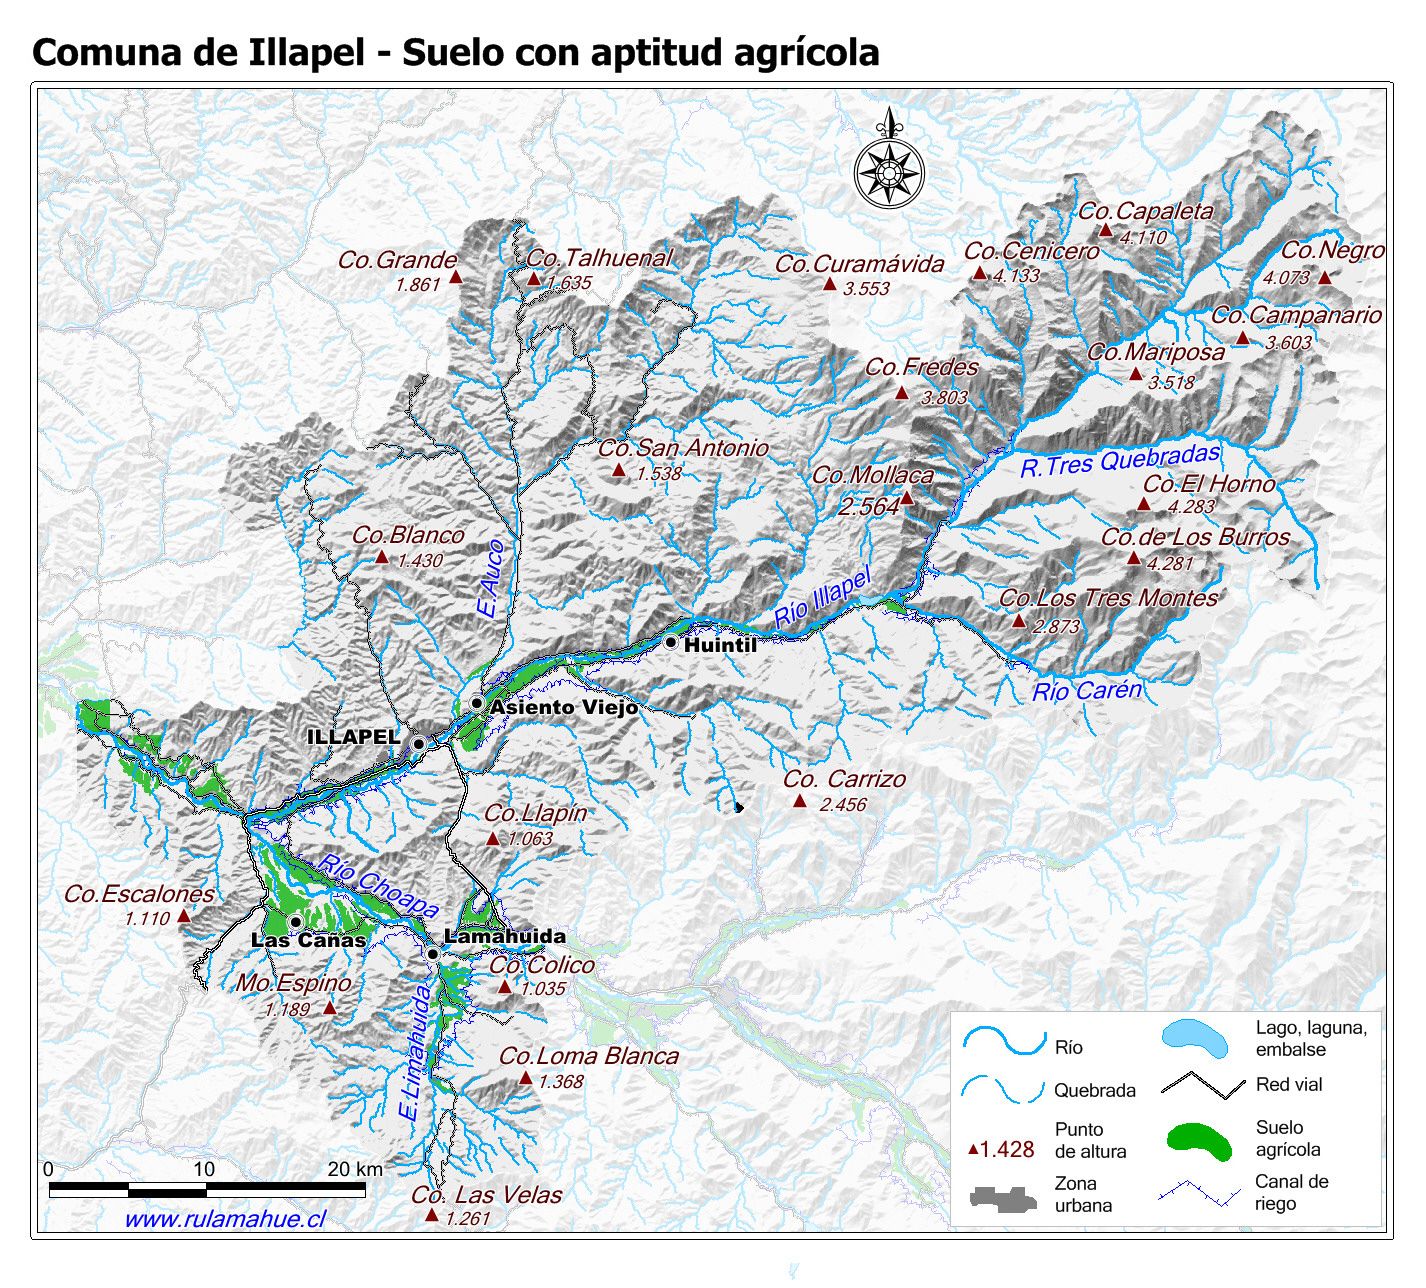 Comuna de Illapel - Suelo con aptitud agrícola
Co.Capaleta
4.110
Co.Grande
1.861
Co.Talhuenal
1.635
Co.Curamávida
3.553
Co.Cenicero
4.133
Co.Negro
4.073
Co.Campanario
3.603
Co.Mariposa
3.518
Co.Fredes
3.803
Co.San Antonio
1.538
Co.Mollaca
2.564
R.Tres Quebradas
Co.El Horno
4.283
Co.Blanco
1.430
Co.de Los Burros
4.281
E.Auco
Río Illapel
Co.Los Tres Montes
2.873
Huintil
Río Carén
Asiento Viejo
ILLAPEL
Co. Carrizo
2.456
Co.Llapín
1.063
Río Choapa
Co.Escalones
1.110
Las Cañas
Lamahuida
Co.Colico
1.035
Mo.Espino
1.189
E.Limahuida
Co.Loma Blanca
1.368
Co. Las Velas
1.261
0 10 20 km
www.rulamahue.cl
Río
Lago, laguna,
embalse
Quebrada
Red vial
1.428
Punto
de altura
Suelo
agrícola
Zona
urbana
Canal de
riego